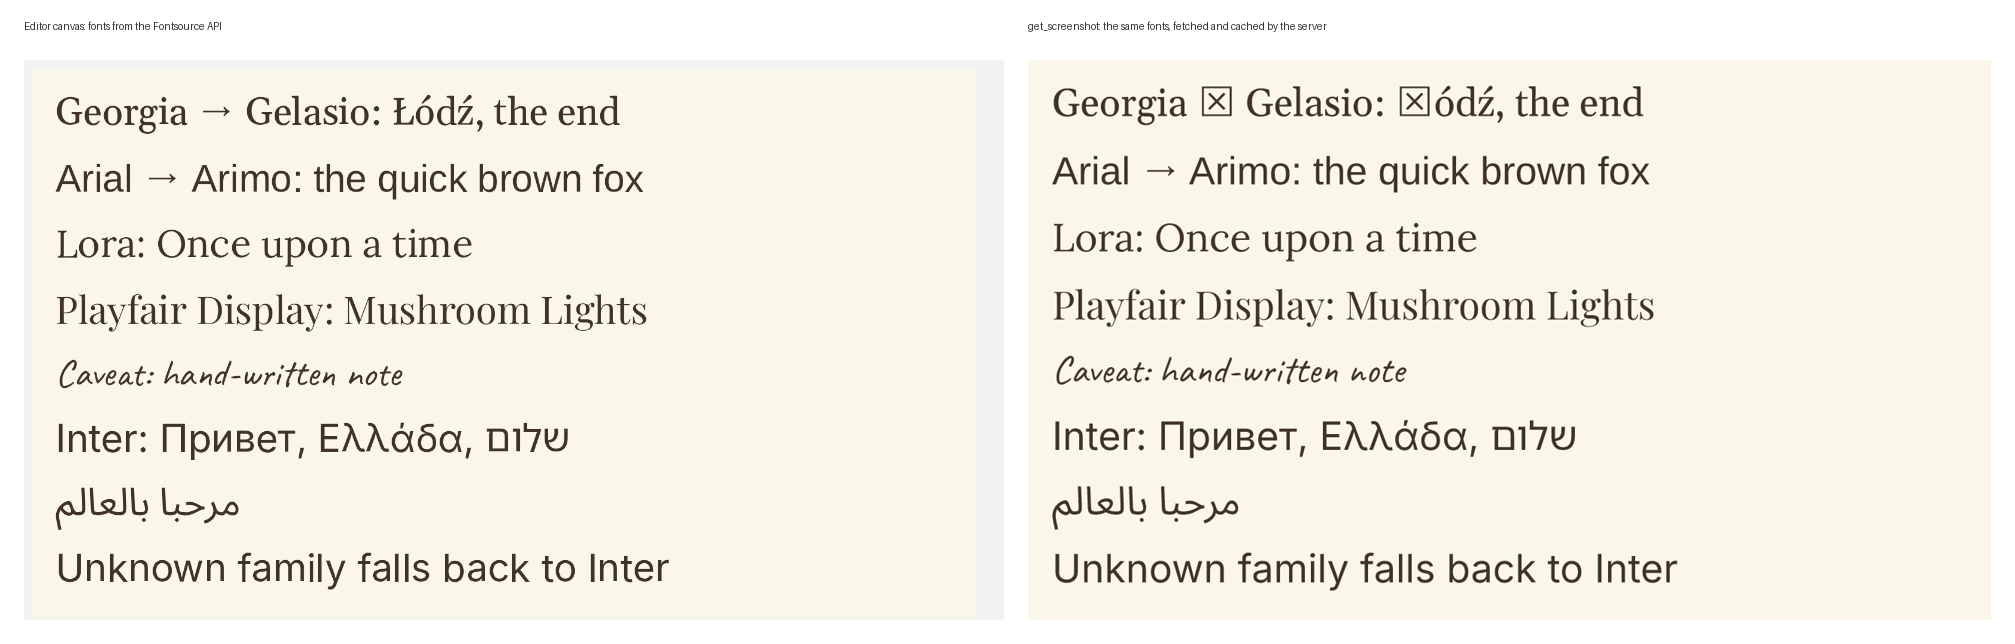 Editor canvas: fonts from the Fontsource API
Georgia → Gelasio: Łódź, the end
Arial → Arimo: the quick brown fox
Lora: Once upon a time
Playfair Display: Mushroom Lights
Caveat: hand-written note
Inter: Привет, Ελλάδα, שלום
مرحبا بالعالم
Unknown family falls back to Inter
get_screenshot: the same fonts, fetched and cached by the server
Georgia ☒ Gelasio: ☒ódź, the end
Arial → Arimo: the quick brown fox
Lora: Once upon a time
Playfair Display: Mushroom Lights
Caveat: hand-written note
Inter: Привет, Ελλάδα, שלום
مرحبا بالعالم
Unknown family falls back to Inter